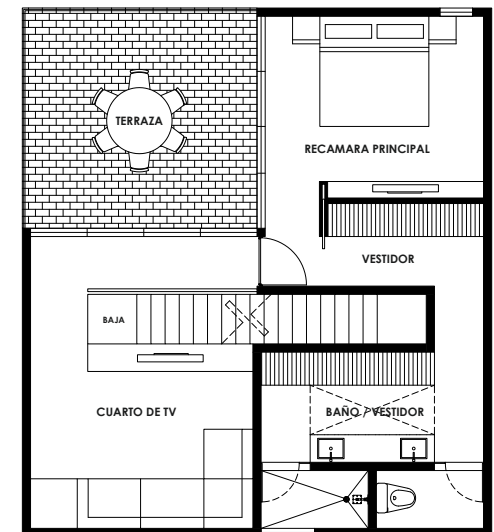 TERRAZA
RECAMARA PRINCIPAL
VESTIDOR
BAJA
CUARTO DE TV
BAÑO / VESTIDOR